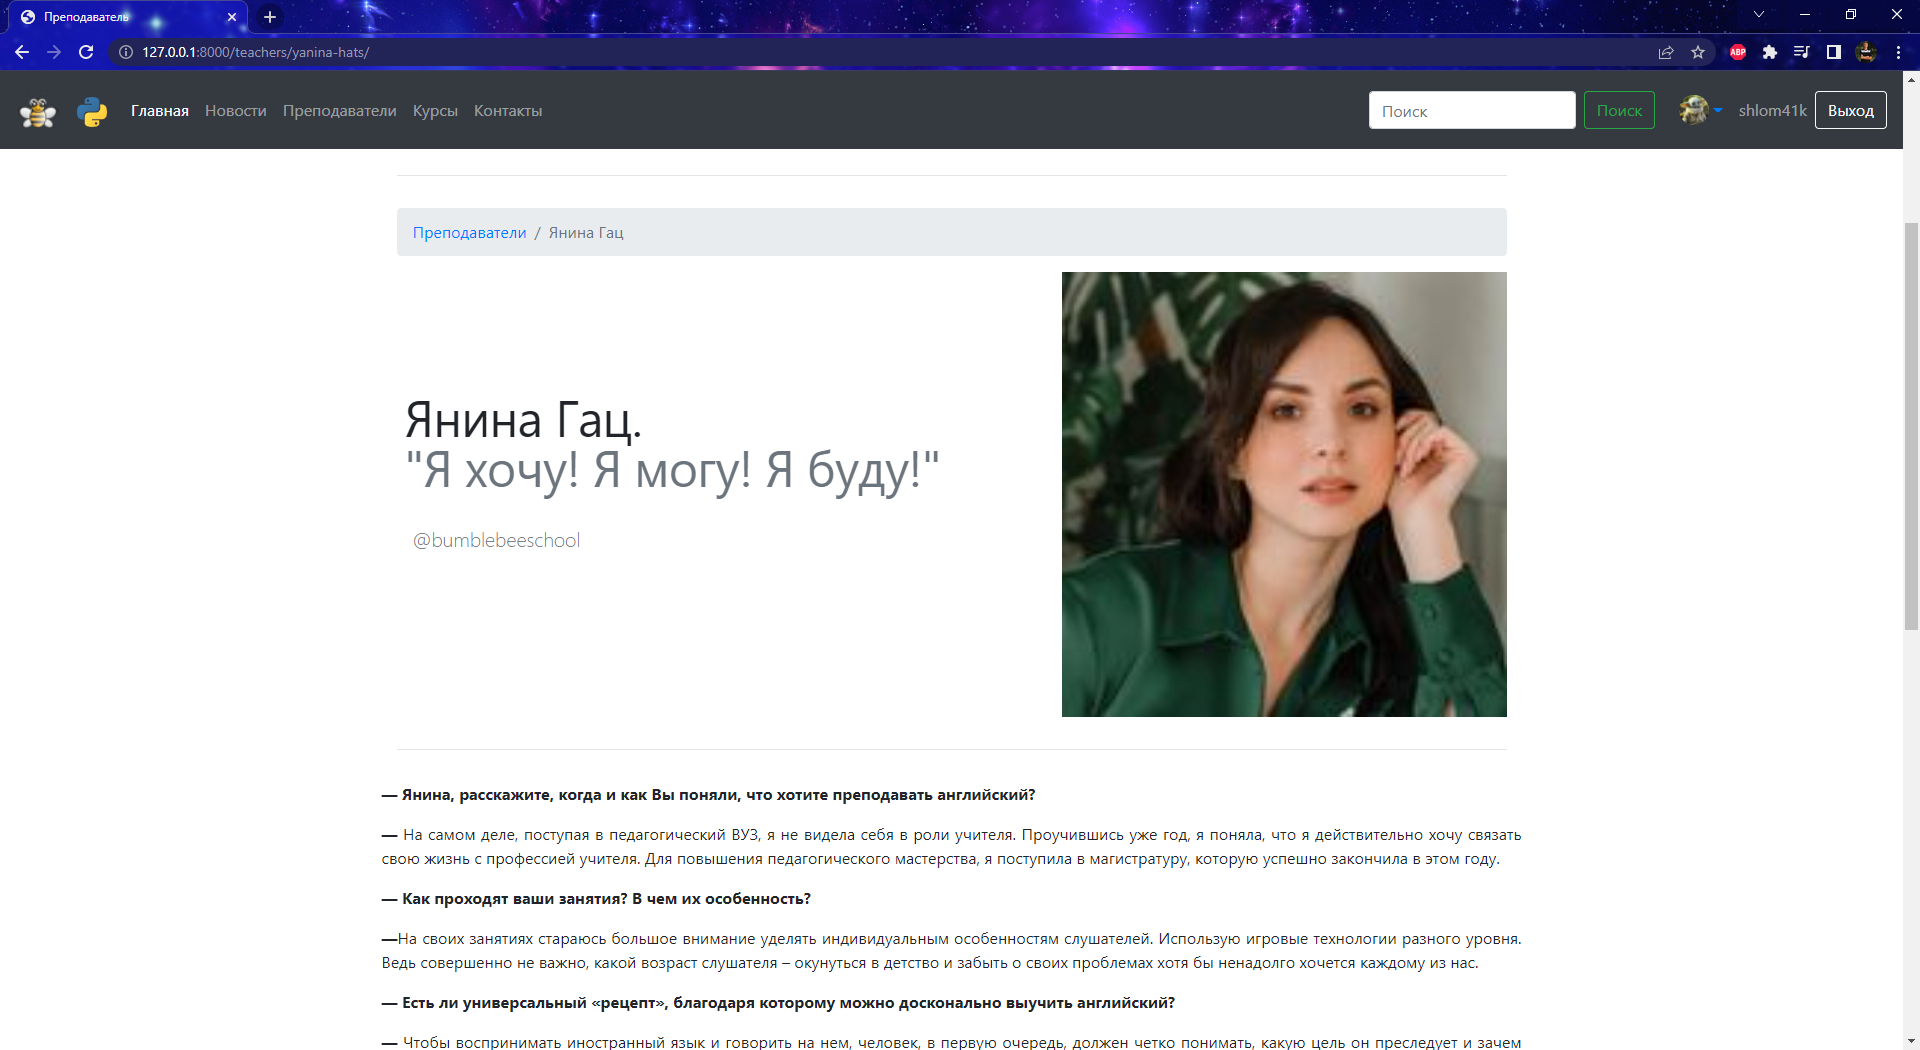 Преподаватель
127.0.0.1:8000/teachers/yanina-hats/
ABP
Главная Новости Преподаватели Курсы Контакты Поиск Поиск shlom41k Выход
Преподаватели / Янина Гац
Янина Гац.
"Я хочу! Я могу! Я буду!"
@bumblebeeschool
— Янина, расскажите, когда и как Вы поняли, что хотите преподавать английский?
— На самом деле, поступая в педагогический ВУЗ, я не видела себя в роли учителя. Проучившись уже год, я поняла, что я действительно хочу связать
свою жизнь с профессией учителя. Для повышения педагогического мастерства, я поступила в магистратуру, которую успешно закончила в этом году.
— Как проходят ваши занятия? В чем их особенность?
—На своих занятиях стараюсь большое внимание уделять индивидуальным особенностям слушателей. Использую игровые технологии разного уровня.
Ведь совершенно не важно, какой возраст слушателя – окунуться в детство и забыть о своих проблемах хотя бы ненадолго хочется каждому из нас.
— Есть ли универсальный «рецепт», благодаря которому можно досконально выучить английский?
— Чтобы воспринимать иностранный язык и говорить на нем, человек, в первую очередь, должен четко понимать, какую цель он преследует и зачем